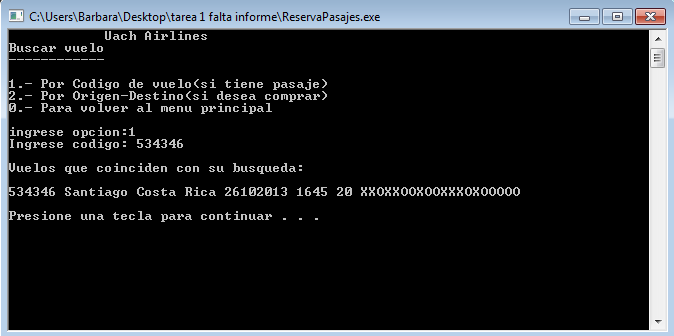 C:\Users\Barbara\Desktop\tarea 1 falta informe\ReservaPasajes.exe
Uach Airlines
Buscar vuelo
------------
1.- Por Codigo de vuelo(si tiene pasaje)
2.- Por Origen-Destino(si desea comprar)
0.- Para volver al menu principal
ingrese opcion:1
Ingrese codigo: 534346
Vuelos que coinciden con su busqueda:
534346 Santiago Costa Rica 26102013 1645 20 XXOXXOOXOOXXXOXOOOOO
Presione una tecla para continuar . . .